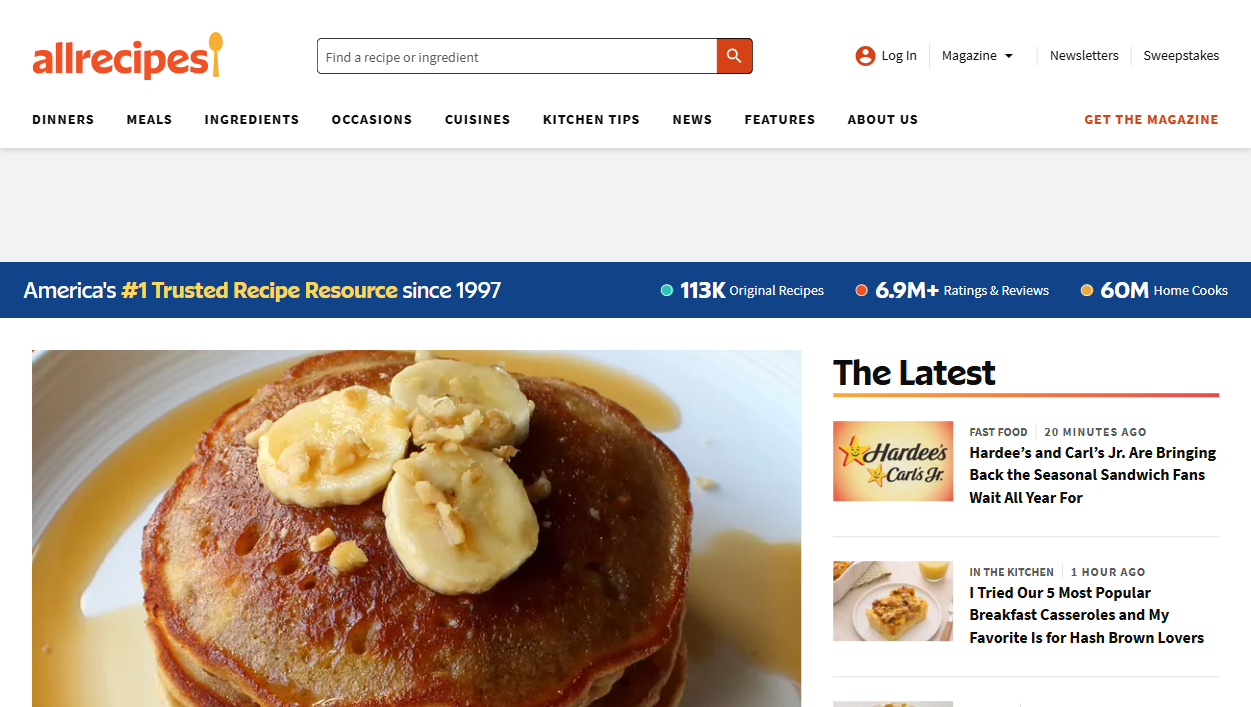 allrecipes
Find a recipe or ingredient
Log In
Magazine
Newsletters
Sweepstakes
DINNERS
MEALS
INGREDIENTS
OCCASIONS
CUISINES
KITCHEN TIPS
NEWS
FEATURES
ABOUT US
GET THE MAGAZINE
America's #1 Trusted Recipe Resource since 1997
113K Original Recipes
6.9M+ Ratings & Reviews
60M Home Cooks
The Latest
Hardee's
Carl's Jr.
FAST FOOD
20 MINUTES AGO
Hardee’s and Carl’s Jr. Are Bringing
Back the Seasonal Sandwich Fans
Wait All Year For
IN THE KITCHEN
1 HOUR AGO
I Tried Our 5 Most Popular
Breakfast Casseroles and My
Favorite Is for Hash Brown Lovers